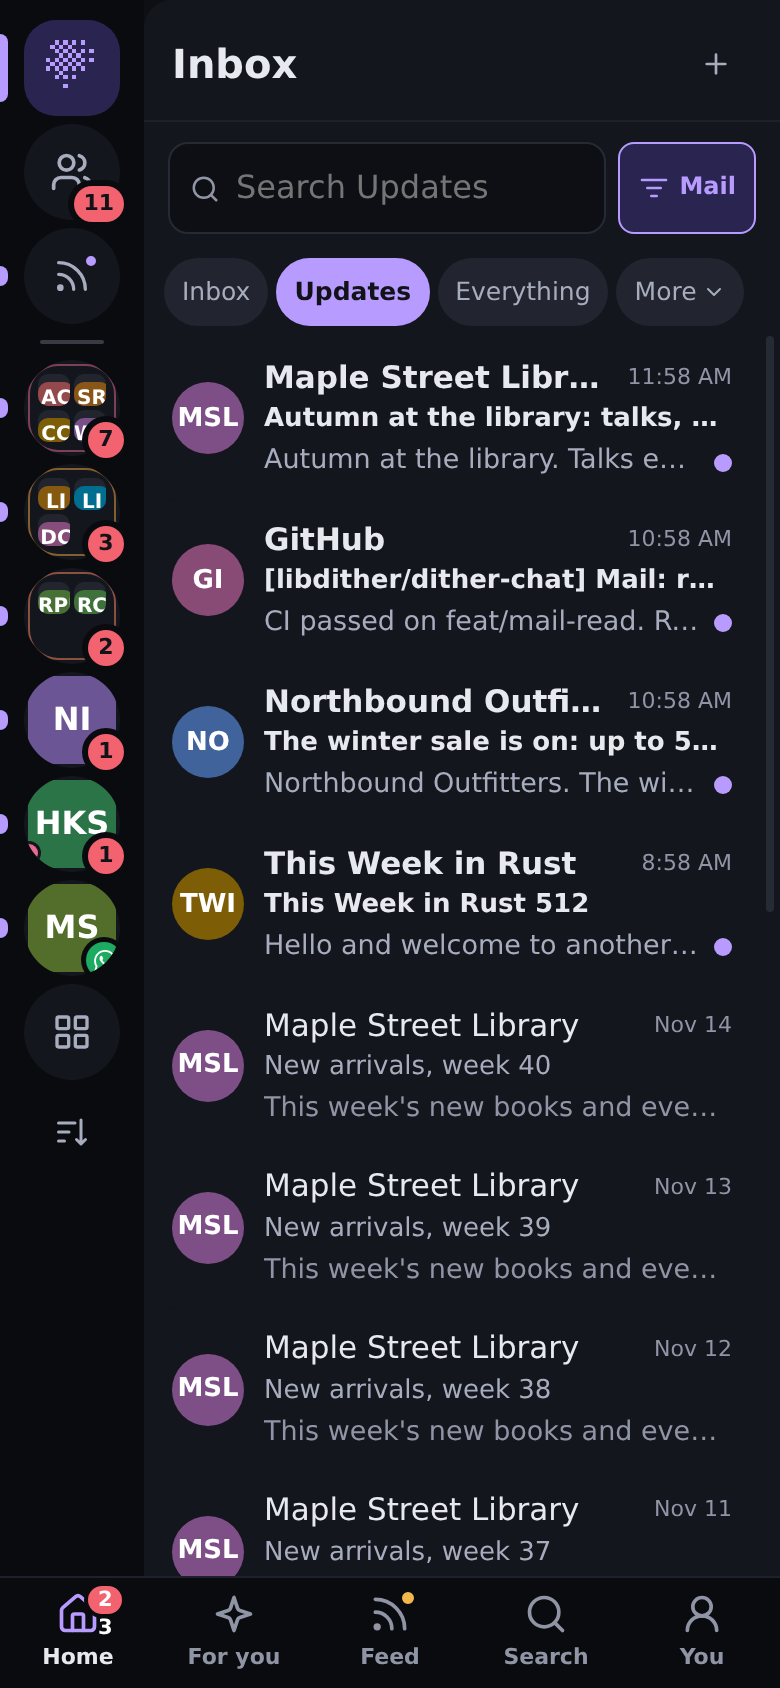 Inbox
Search Updates
Mail
Inbox
Updates
Everything
More
11
AC
SR
CC
7
LI
LI
DC
3
RP
RC
2
NI
1
HKS
1
MS
MSL
Maple Street Libr…
11:58 AM
Autumn at the library: talks, …
Autumn at the library. Talks e…
GI
GitHub
10:58 AM
[libdither/dither-chat] Mail: r…
CI passed on feat/mail-read. R…
NO
Northbound Outfi…
10:58 AM
The winter sale is on: up to 5…
Northbound Outfitters. The wi…
TWI
This Week in Rust
8:58 AM
This Week in Rust 512
Hello and welcome to another…
MSL
Maple Street Library
Nov 14
New arrivals, week 40
This week's new books and eve…
MSL
Maple Street Library
Nov 13
New arrivals, week 39
This week's new books and eve…
MSL
Maple Street Library
Nov 12
New arrivals, week 38
This week's new books and eve…
MSL
Maple Street Library
Nov 11
New arrivals, week 37
2
3
Home
For you
Feed
Search
You